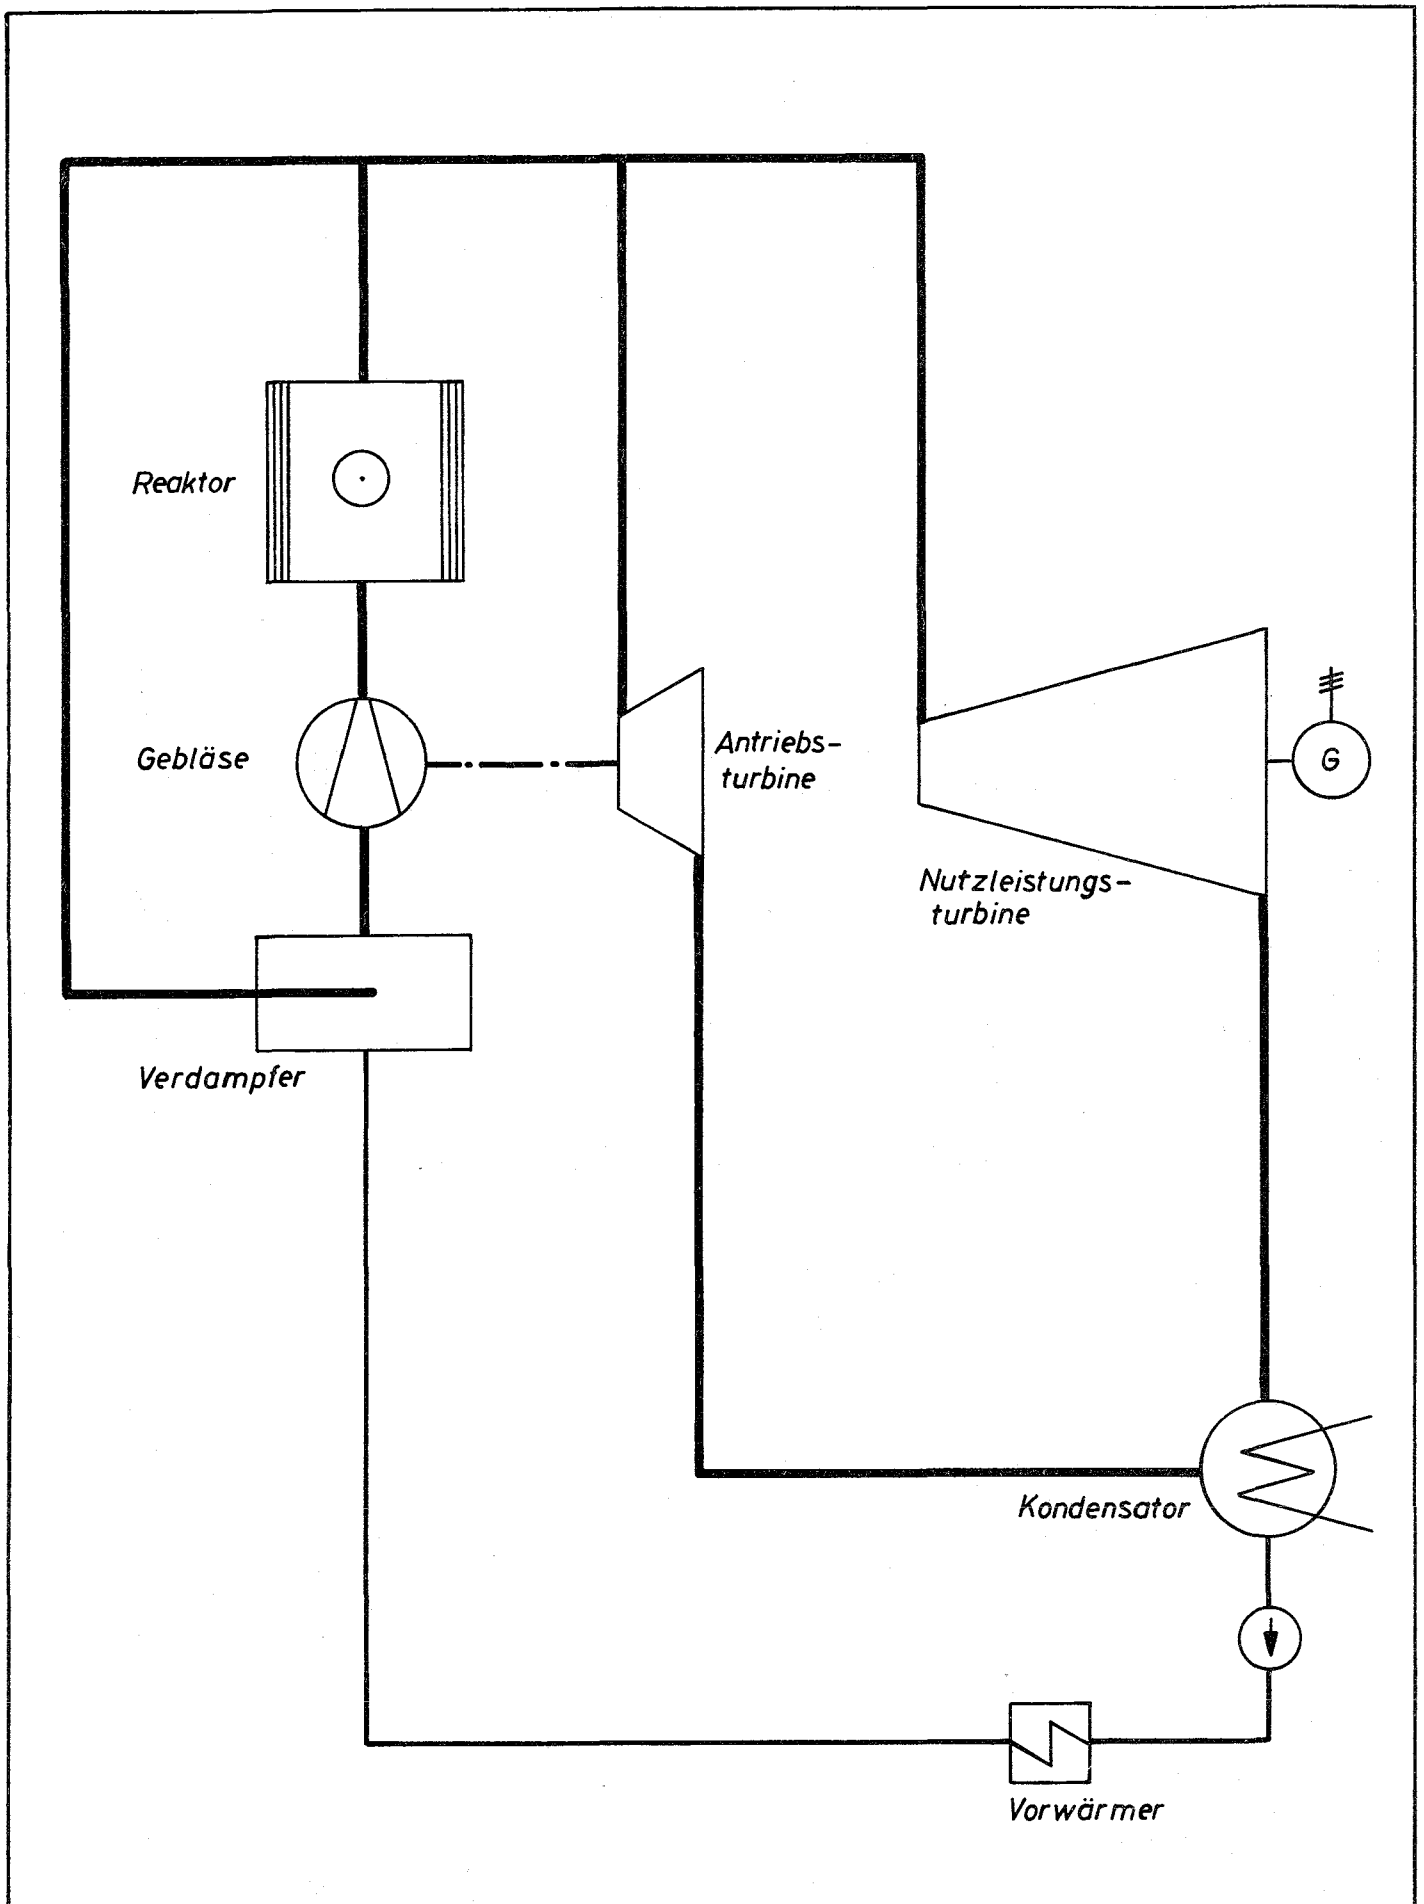 Reaktor
Gebläse
Antriebs-
turbine
G
Nutzleistungs-
turbine
Verdampfer
Kondensator
Vorwärmer